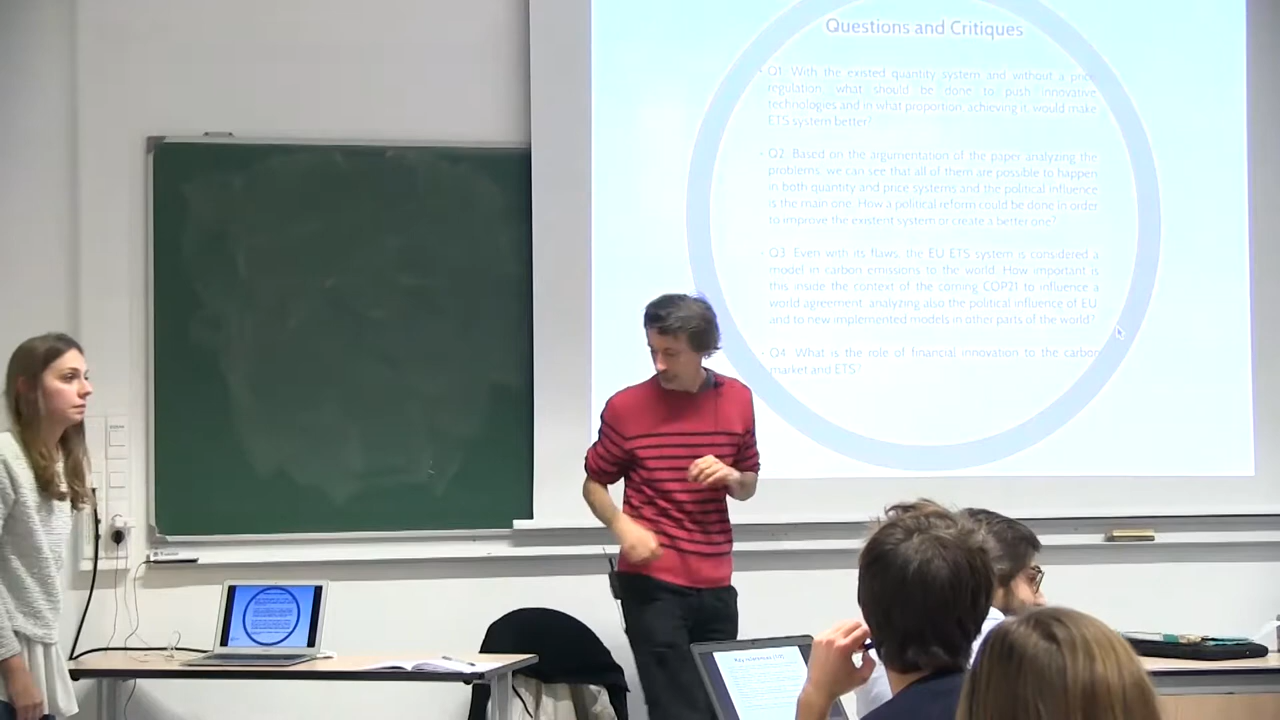 Questions and Critiques
- Q1: With the existed quantity system and without a price
regulation, what should be done to push innovative
technologies and in what proportion, achieving it, would make
ETS system better?
- Q2: Based on the argumentation of the paper analyzing the
problems, we can see that all of them are possible to happen
in both quantity and price systems and the political influence
is the main one. How a political reform could be done in order
to improve the existent system or create a better one?
- Q3: Even with its flaws, the EU ETS system is considered a
model in carbon emissions to the world. How important is
this inside the context of the coming COP21 to influence a
world agreement, analyzing also the political influence of EU
and to new implemented models in other parts of the world?
- Q4: What is the role of financial innovation to the carbon
market and ETS?